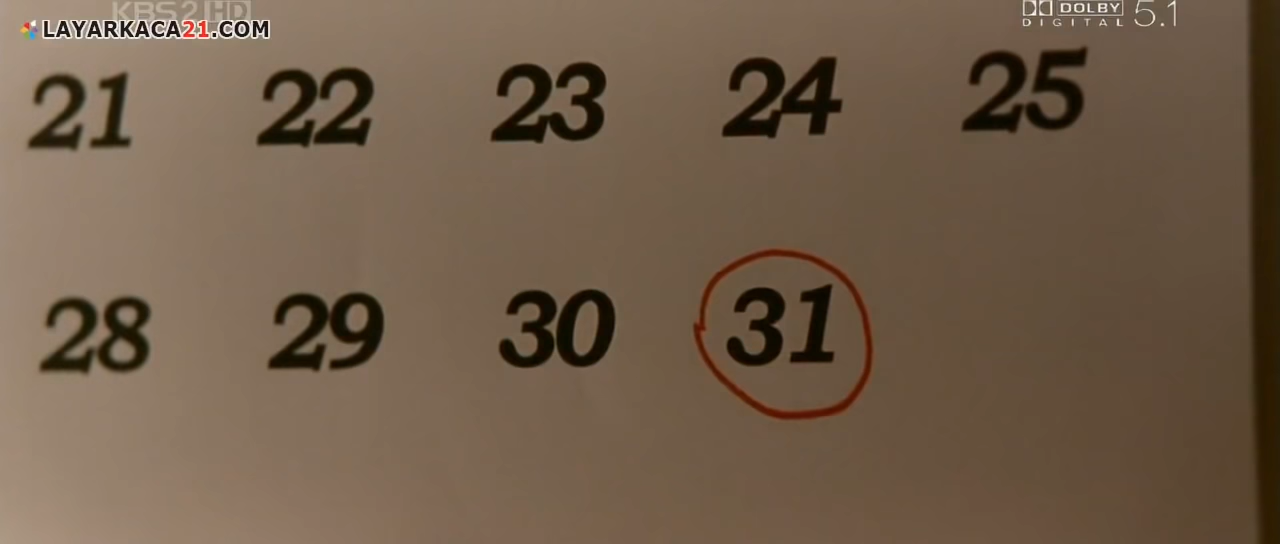 KBS2 HD
LAYARKACA21.COM
DOLBY
DIGITAL 5.1
21 22 23 24 25
28 29 30 31